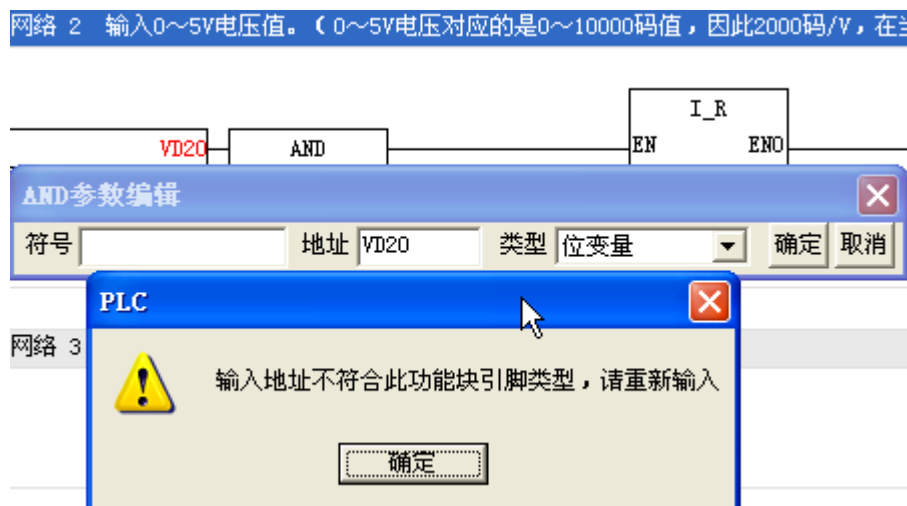 网络 2 输入0～5V电压值。（0～5V电压对应的是0～10000码值，因此2000码/V，在当
I_R
VD20 AND EN ENO
AND参数编辑
符号 地址 VD20 类型 位变量 确定 取消
PLC
网络 3
输入地址不符合此功能块引脚类型，请重新输入
确定